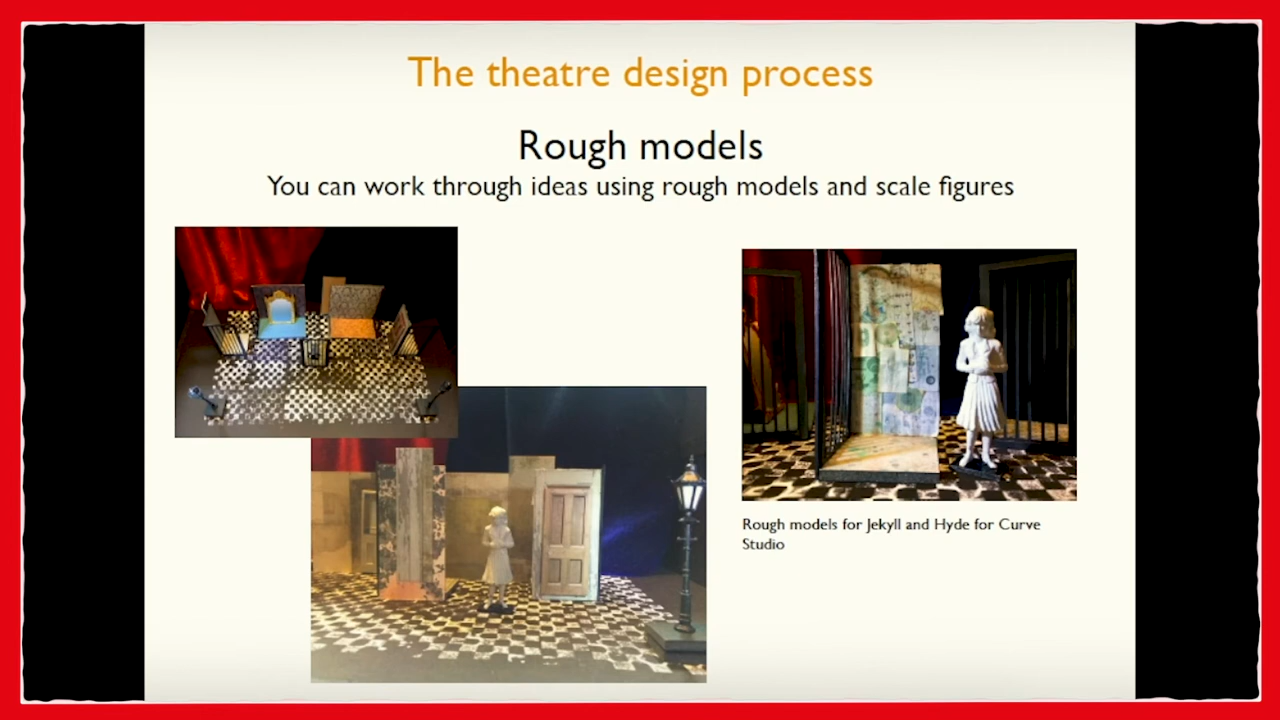 The theatre design process
Rough models
You can work through ideas using rough models and scale figures
Rough models for Jekyll and Hyde for Curve
Studio